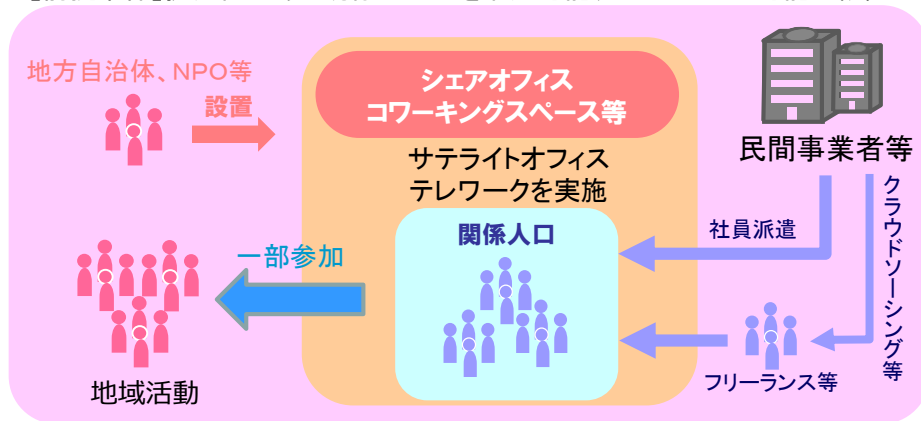 地方自治体、NPO等
設置
シェアオフィス
コワーキングスペース等
サテライトオフィス
テレワークを実施
関係人口
民間事業者等
社員派遣
クラウドソーシング等
フリーランス等
一部参加
地域活動